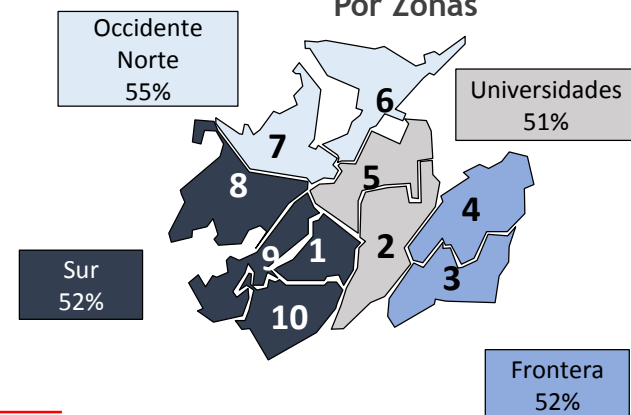 Por Zonas
Occidente
Norte
55%
Universidades
51%
6
7
5
8
4
2
1
9
3
10
Sur
52%
Frontera
52%